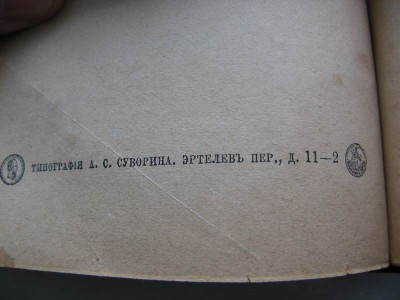 ТИПОГРАФІЯ А. С. СУВОРИНА. ЭРТЕЛЕВЪ ПЕР., Д. 11—2